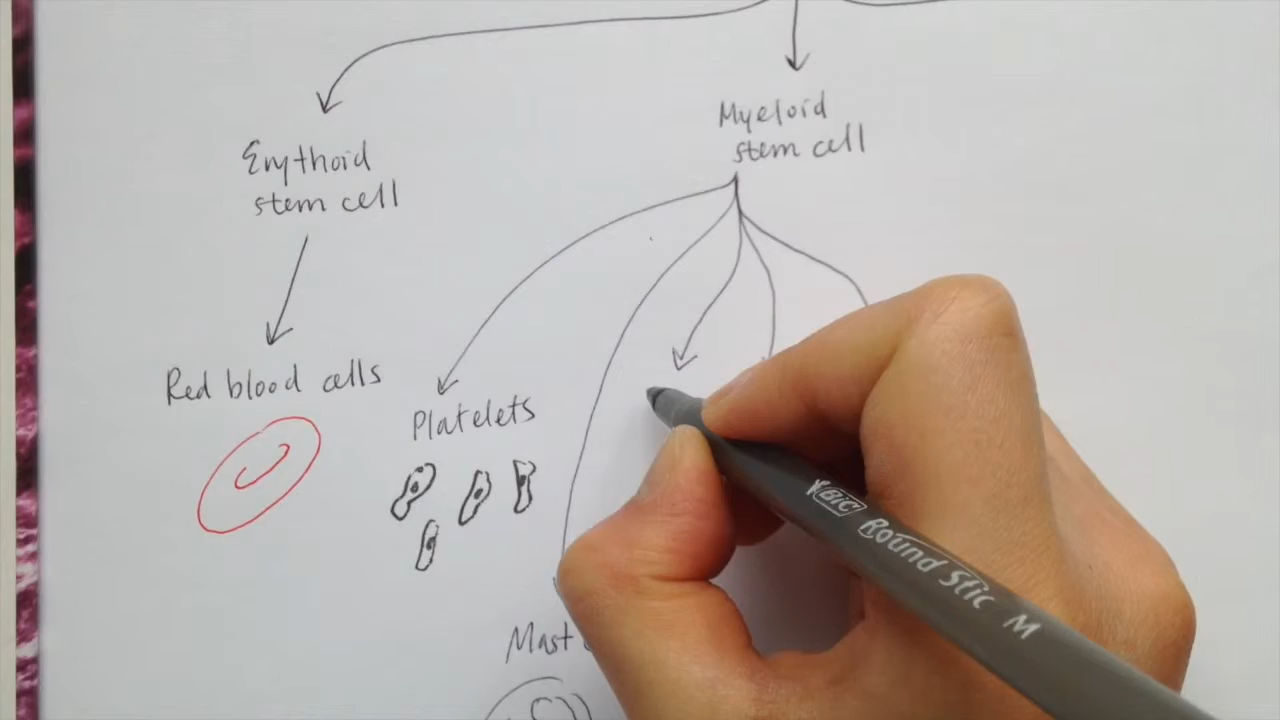 Myeloid
stem cell
Erythoid
stem cell
Red blood cells
Platelets
BIC Round Stic M
Mast